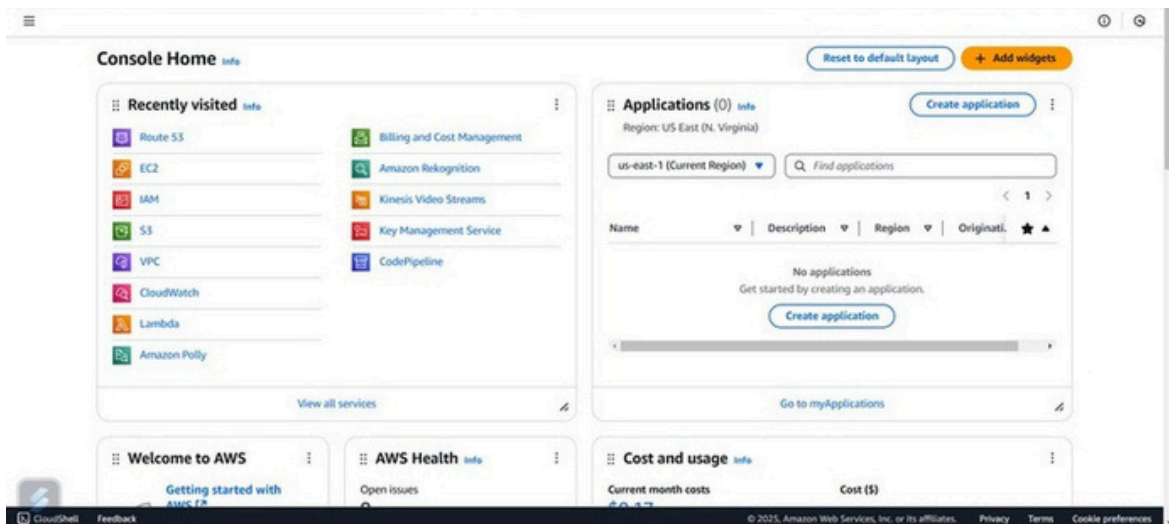 Console Home Info
Reset to default layout
+ Add widgets
Recently visited Info
Route 53
EC2
IAM
S3
VPC
CloudWatch
Lambda
Amazon Polly
Billing and Cost Management
Amazon Rekognition
Kinesis Video Streams
Key Management Service
CodePipeline
View all services
Applications (0) Info
Create application
Region: US East (N. Virginia)
us-east-1 (Current Region)
Find applications
1
Name
Description
Region
Originati.
No applications
Get started by creating an application.
Create application
Go to myApplications
Welcome to AWS
Getting started with
AWS
AWS Health Info
Open issues
Cost and usage Info
Current month costs
Cost ($)
CloudShell Feedback
© 2025, Amazon Web Services, Inc. or its affiliates. Privacy Terms Cookie preferences